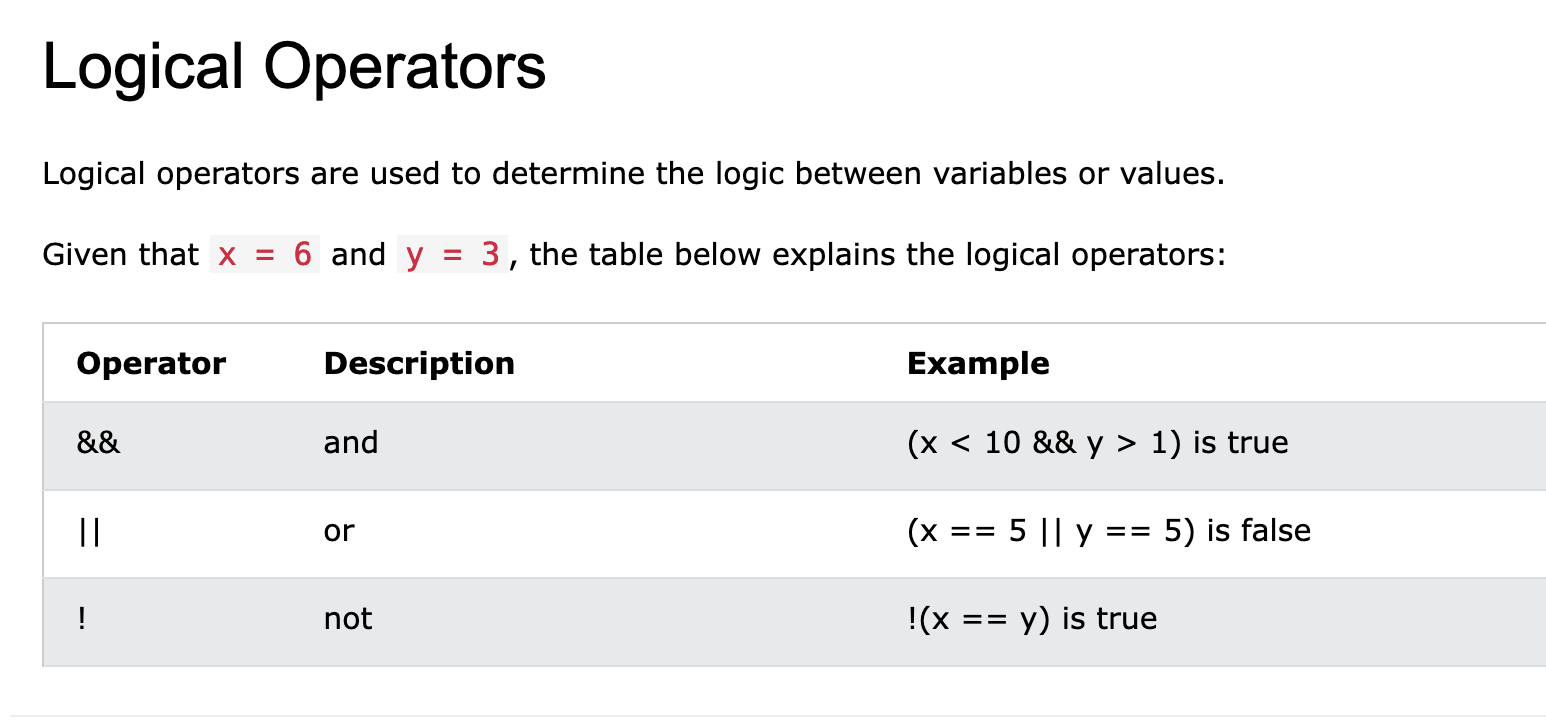 Logical Operators
Logical operators are used to determine the logic between variables or values.
Given that x = 6 and y = 3, the table below explains the logical operators:
Operator Description Example
&& and (x < 10 && y > 1) is true
|| or (x == 5 || y == 5) is false
! not !(x == y) is true